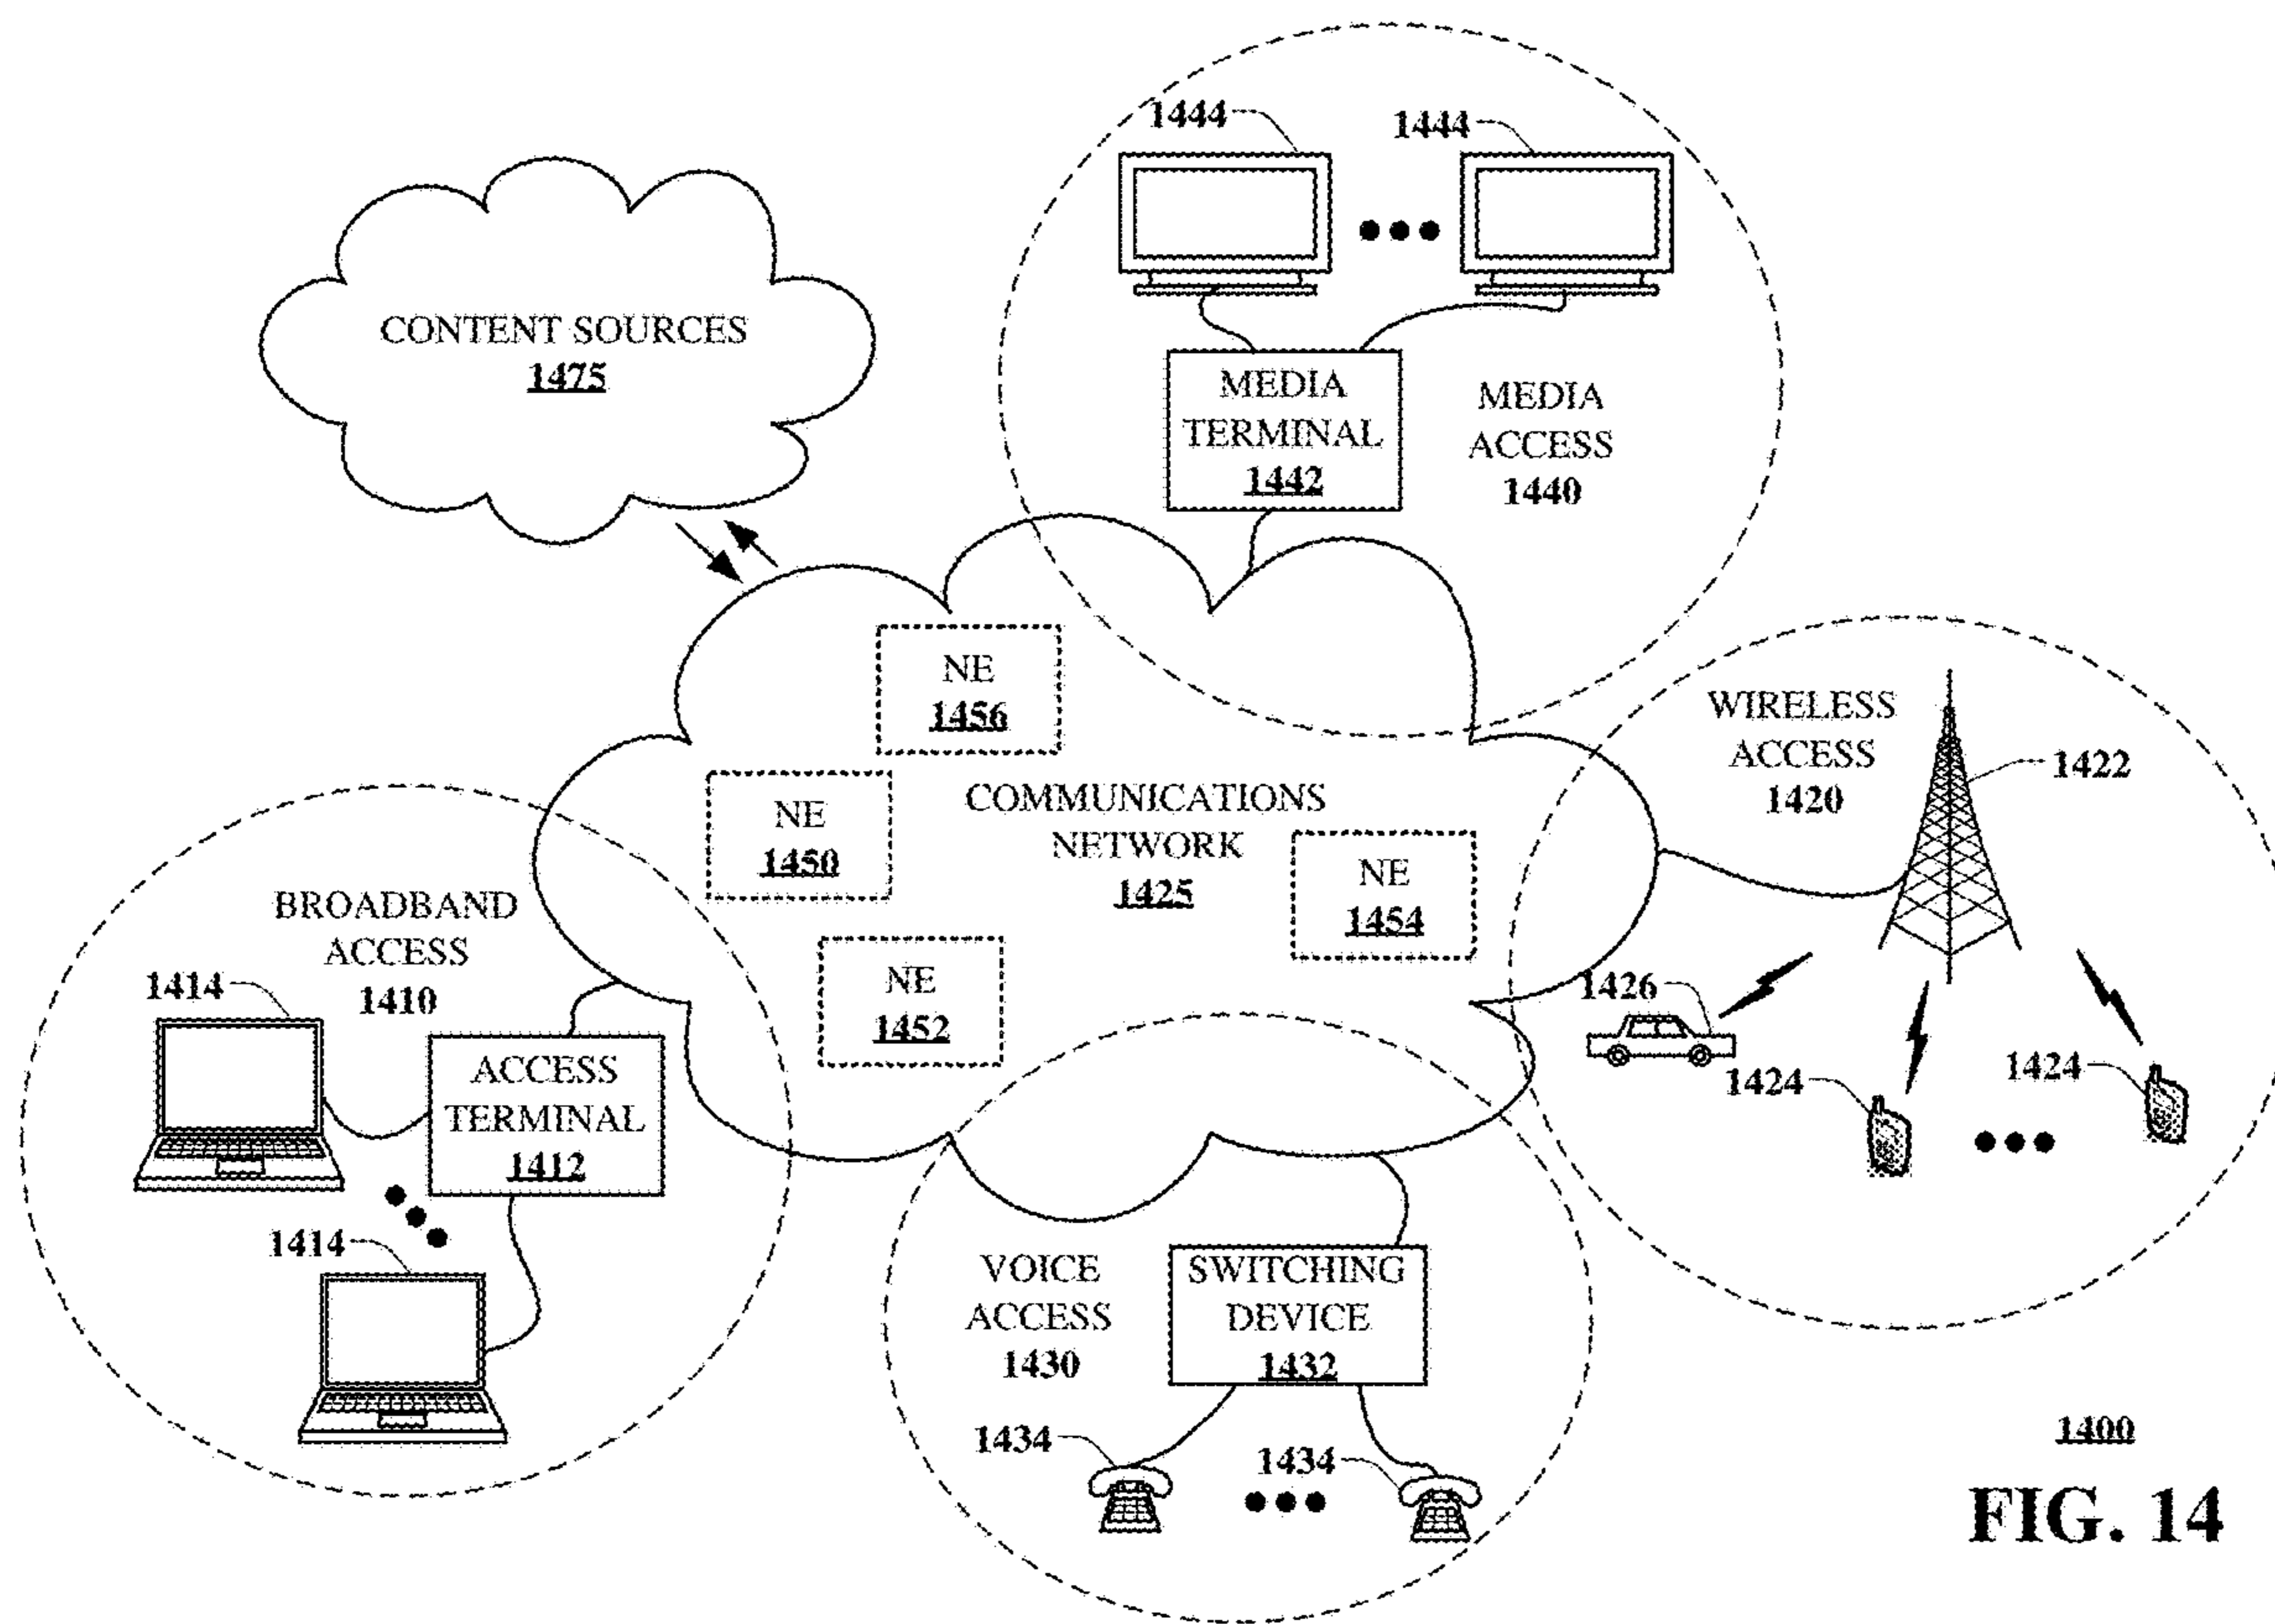 1444
1444
CONTENT SOURCES
1475
MEDIA
TERMINAL
1442
MEDIA
ACCESS
1440
NE
1456
WIRELESS
ACCESS
1420
1422
NE
1450
COMMUNICATIONS
NETWORK
1425
NE
1454
BROADBAND
ACCESS
1410
1414
NE
1452
1426
1424
1424
ACCESS
TERMINAL
1412
1414
VOICE
ACCESS
1430
SWITCHING
DEVICE
1432
1434
1434
1400
FIG. 14